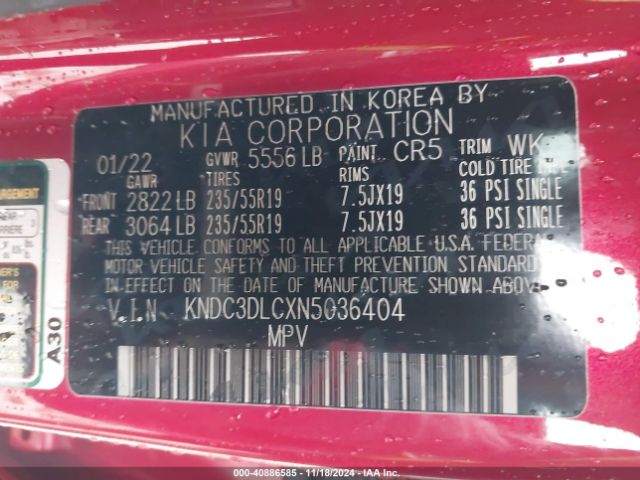 MANUFACTURED IN KOREA BY
KIA CORPORATION
01/22 GVWR 5556 LB PAINT CR5 TRIM WK
GAWR TIRES RIMS COLD TIRE
FRONT 2822 LB 235/55R19 7.5JX19 36 PSI SINGLE
REAR 3064 LB 235/55R19 7.5JX19 36 PSI SINGLE
THIS VEHICLE CONFORMS TO ALL APPLICABLE U.S.A. FEDERAL
MOTOR VEHICLE SAFETY AND THEFT PREVENTION STANDARDS
IN EFFECT ON THE DATE OF MANUFACTURE SHOWN ABOVE.
V.I.N KNDC3DLCXN5036404
MPV
A30
000-40886585 - 11/18/2024 - IAA Inc.